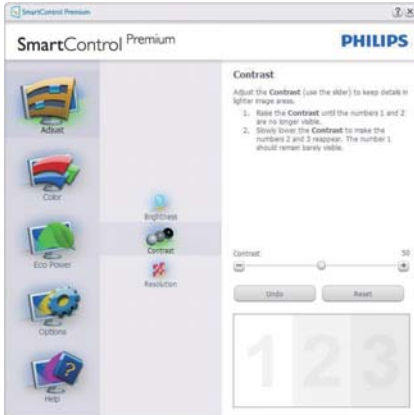 SmartControl Premium
SmartControl Premium
PHILIPS
Adjust
Color
Eco Power
Options
Help
Brightness
Contrast
Resolution
Contrast
Adjust the Contrast (use the slider) to keep details in
lighter image areas.
1. Raise the Contrast until the numbers 1 and 2
are no longer visible.
2. Slowly lower the Contrast to make the
numbers 2 and 3 reappear. The number 1
should remain barely visible.
Contrast
50
Undo
Reset
1 2 3